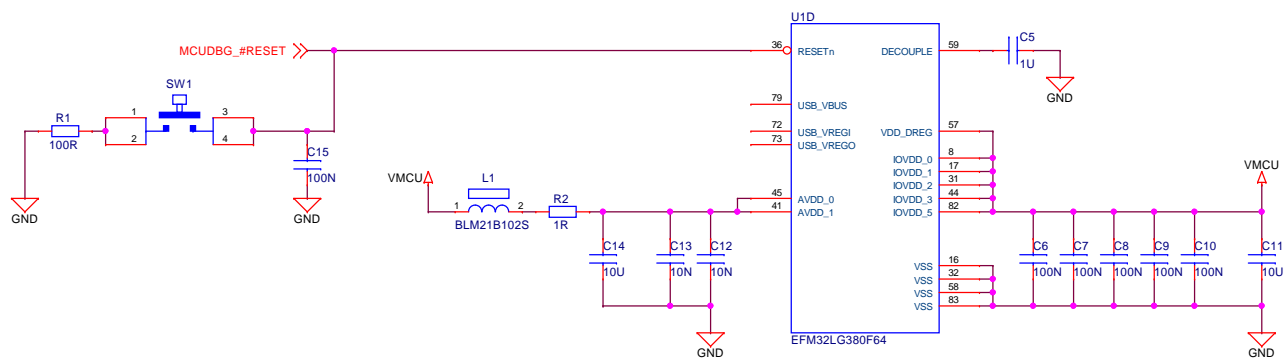 U1D
MCUDBG_#RESET
36
RESETn
DECOUPLE
59
C5
1U
GND
SW1
R1
100R
1
2
3
4
C15
100N
GND
GND
79
USB_VBUS
72
USB_VREGI
73
USB_VREGO
VDD_DREG
57
IOVDD_0
8
IOVDD_1
17
IOVDD_2
31
IOVDD_3
44
IOVDD_5
82
VMCU
VMCU
L1
1
2
BLM21B102S
R2
1R
45
AVDD_0
41
AVDD_1
C14
10U
C13
10N
C12
10N
GND
VSS
16
VSS
32
VSS
58
VSS
83
C6
100N
C7
100N
C8
100N
C9
100N
C10
100N
C11
10U
GND
EFM32LG380F64